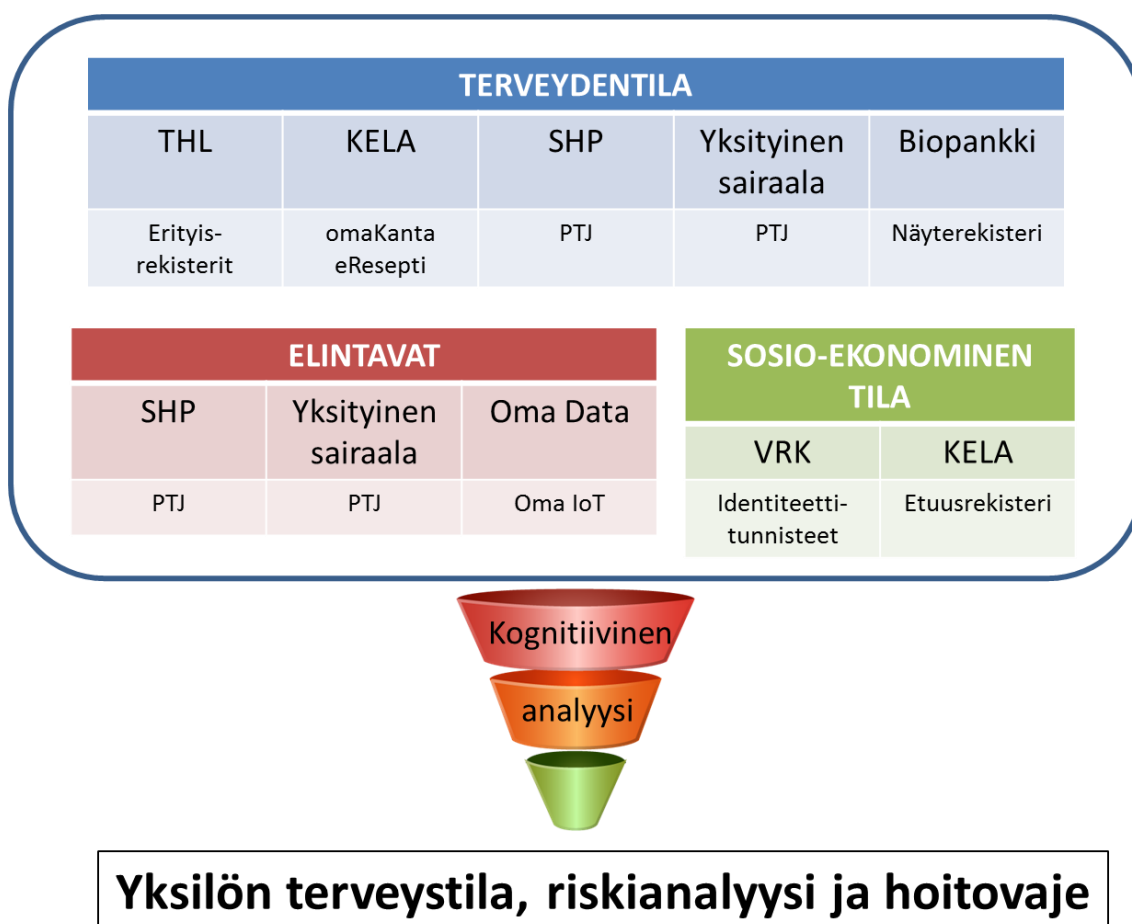 TERVEYDENTILA
THL KELA SHP Yksityinen Biopankki
sairaala
Erityis- omaKanta PTJ PTJ Näyterekisteri
rekisterit eResepti
ELINTAVAT
SHP Yksityinen Oma Data
sairaala
PTJ PTJ Oma IoT
SOSIO-EKONOMINEN
TILA
VRK KELA
Identiteetti- Etuusrekisteri
tunnisteet
Kognitiivinen
analyysi
Yksilön terveystila, riskianalyysi ja hoitovaje